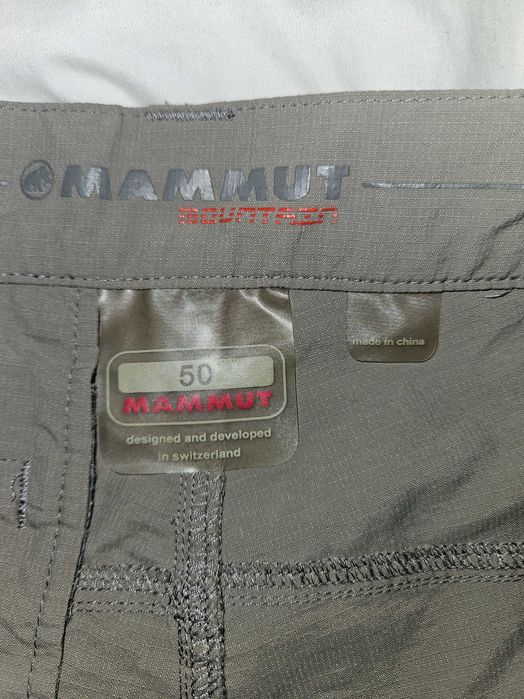 MAMMUT
MOUNTAIN
50
MAMMUT
designed and developed
in switzerland
made in china